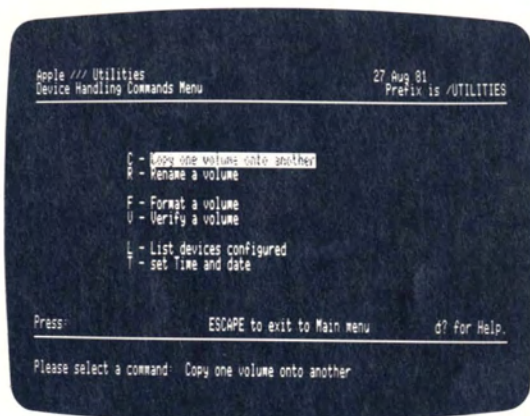 Apple /// Utilities 27 Aug 81
Device Handling Commands Menu Prefix is /UTILITIES
C - Copy one volume onto another
R - Rename a volume
F - Format a volume
V - Verify a volume
L - List devices configured
T - set Time and date
Press: ESCAPE to exit to Main menu d? for Help.
Please select a command: Copy one volume onto another